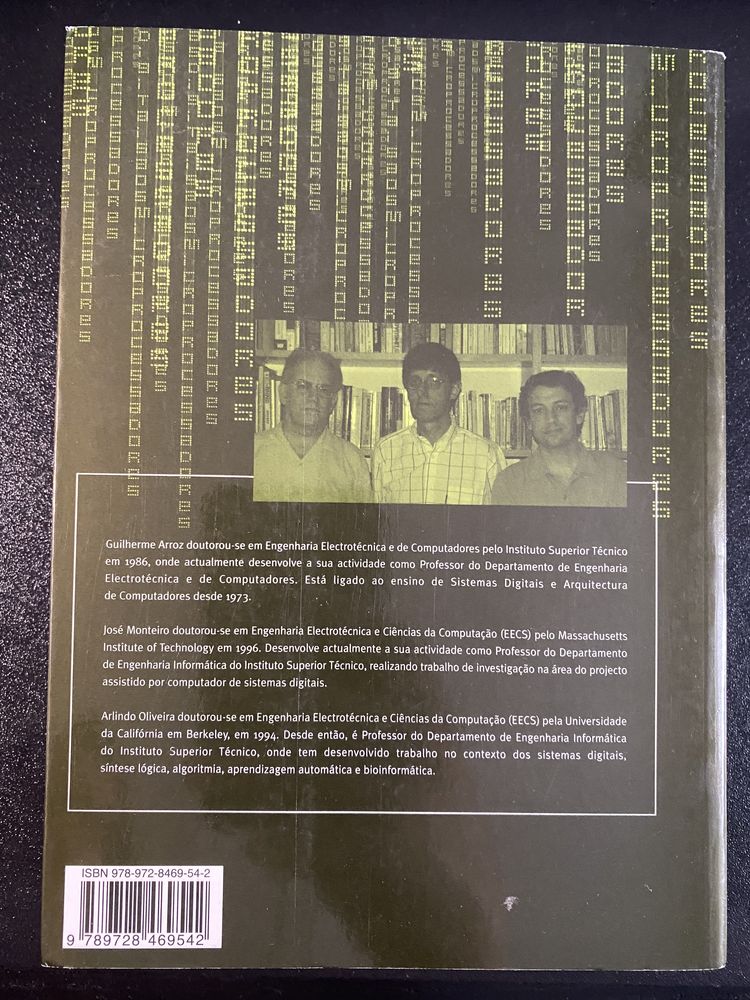 Guilherme Arroz doutorou-se em Engenharia Electrotécnica e de Computadores pelo Instituto Superior Técnico
em 1986, onde actualmente desenvolve a sua actividade como Professor do Departamento de Engenharia
Electrotécnica e de Computadores. Está ligado ao ensino de Sistemas Digitais e Arquitectura
de Computadores desde 1973.
José Monteiro doutorou-se em Engenharia Electrotécnica e Ciências da Computação (EECS) pelo Massachusetts
Institute of Technology em 1996. Desenvolve actualmente a sua actividade como Professor do Departamento
de Engenharia Informática do Instituto Superior Técnico, realizando trabalho de investigação na área do projecto
assistido por computador de sistemas digitais.
Arlindo Oliveira doutorou-se em Engenharia Electrotécnica e Ciências da Computação (EECS) pela Universidade
da Califórnia em Berkeley, em 1994. Desde então, é Professor do Departamento de Engenharia Informática
do Instituto Superior Técnico, onde tem desenvolvido trabalho no contexto dos sistemas digitais,
síntese lógica, algoritmia, aprendizagem automática e bioinformática.
ISBN 978-972-8469-54-2
9 789728 469542